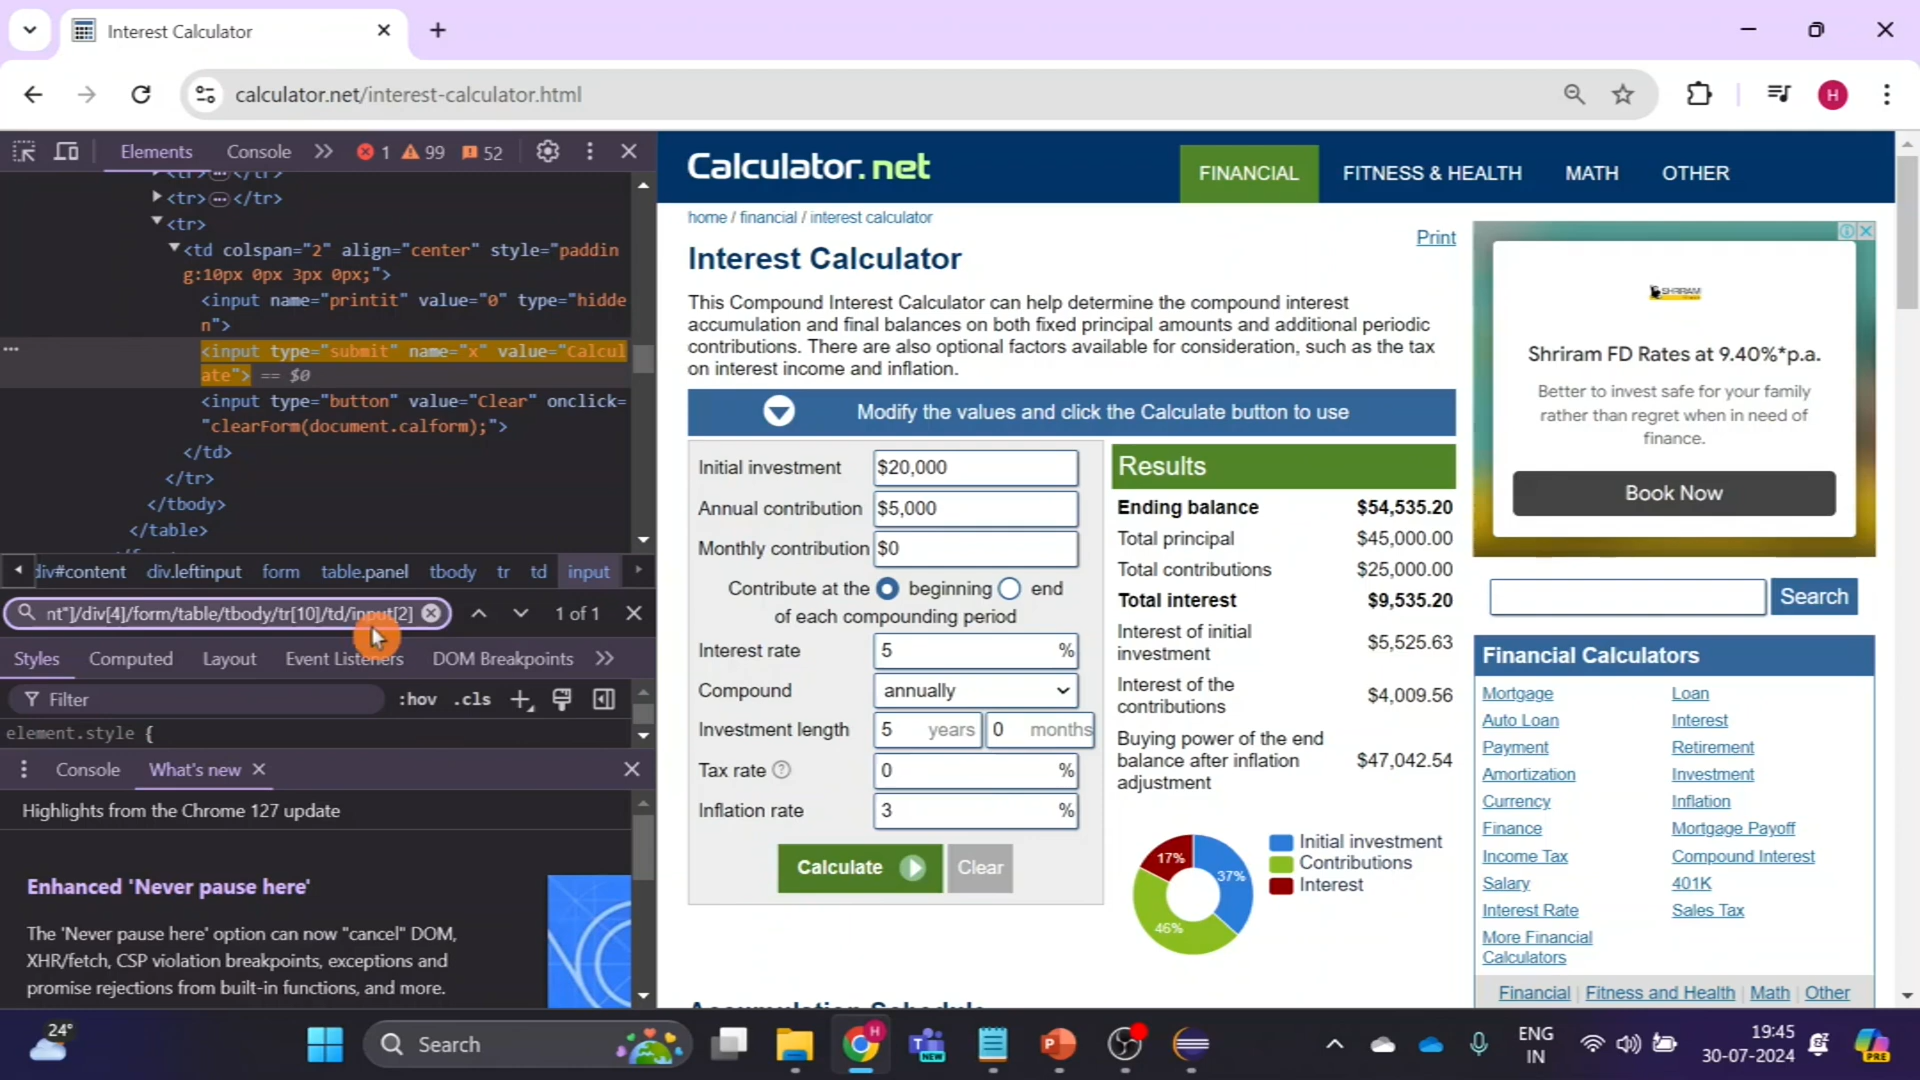 Interest Calculator
calculator.net/interest-calculator.html
H
Elements
Console
1
99
52
<tr> </tr>
<tr>
<td colspan="2" align="center" style="paddin
g:10px 0px 3px 0px;">
<input name="printit" value="0" type="hidde
n">
<input type="submit" name="x" value="Calcul
ate"> == $0
<input type="button" value="Clear" onclick=
"clearForm(document.calform);">
</td>
</tr>
</tbody>
</table>
div#content div.leftinput form table.panel tbody tr td input
nt"]/div[4]/form/table/tbody/tr[10]/td/input[2]
1 of 1
Styles Computed Layout Event Listeners DOM Breakpoints
Filter
:hov .cls
element.style {
Console What's new
Highlights from the Chrome 127 update
Enhanced 'Never pause here'
The 'Never pause here' option can now "cancel" DOM,
XHR/fetch, CSP violation breakpoints, exceptions and
promise rejections from built-in functions, and more.
Calculator.net
FINANCIAL FITNESS & HEALTH MATH OTHER
home / financial / interest calculator
Interest Calculator
Print
This Compound Interest Calculator can help determine the compound interest
accumulation and final balances on both fixed principal amounts and additional periodic
contributions. There are also optional factors available for consideration, such as the tax
on interest income and inflation.
Modify the values and click the Calculate button to use
Initial investment $20,000
Annual contribution $5,000
Monthly contribution $0
Contribute at the beginning end
of each compounding period
Interest rate 5 %
Compound annually
Investment length 5 years 0 months
Tax rate ? 0 %
Inflation rate 3 %
Calculate Clear
Results
Ending balance $54,535.20
Total principal $45,000.00
Total contributions $25,000.00
Total interest $9,535.20
Interest of initial
investment $5,525.63
Interest of the
contributions $4,009.56
Buying power of the end
balance after inflation
adjustment $47,042.54
17%
37%
46%
Initial investment
Contributions
Interest
SHRIRAM
Shriram FD Rates at 9.40%*p.a.
Better to invest safe for your family
rather than regret when in need of
finance.
Book Now
Search
Financial Calculators
Mortgage Loan
Auto Loan Interest
Payment Retirement
Amortization Investment
Currency Inflation
Finance Mortgage Payoff
Income Tax Compound Interest
Salary 401K
Interest Rate Sales Tax
More Financial
Calculators
Financial | Fitness and Health | Math | Other
24°
Search
H
NEW
ENG
IN
19:45
30-07-2024
PRE